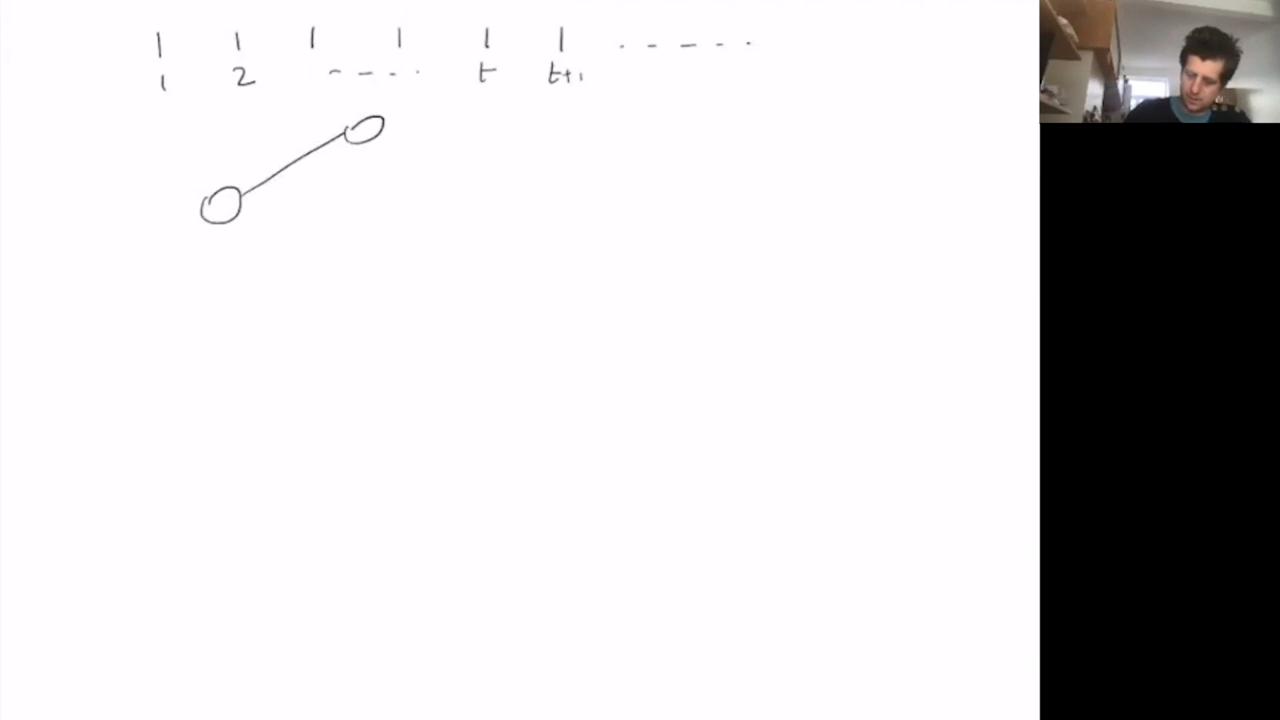 | | | | | | . - - - .
1 2 - - - . t t+1